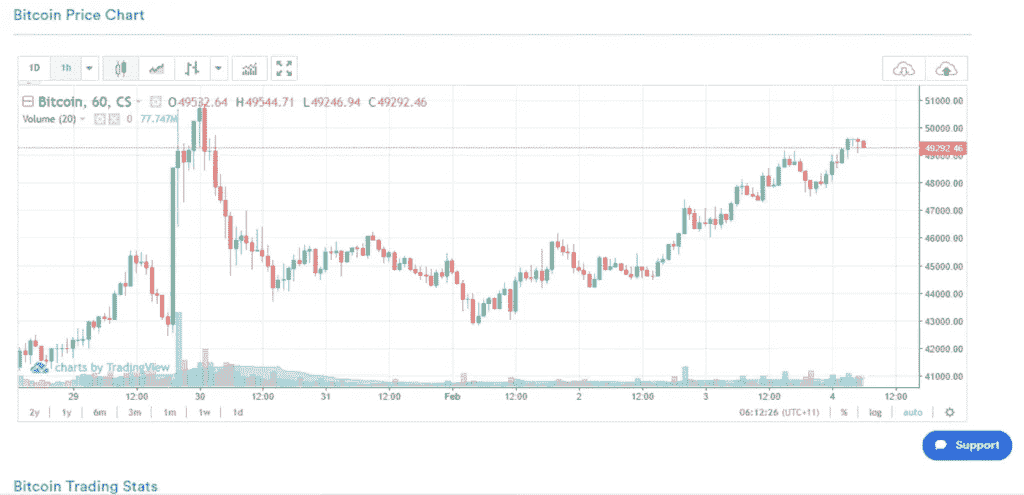 Bitcoin Price Chart
1D 1h
Bitcoin, 60, CS O49532.64 H49544.71 L49246.94 C49292.46
Volume (20) 0 77.747M
51000.00
50000.00
49292.46
49000.00
48000.00
47000.00
46000.00
45000.00
44000.00
43000.00
42000.00
41000.00
charts by TradingView
29 12:00 30 12:00 31 12:00 Feb 12:00 2 12:00 3 12:00 4 12:00
2y 1y 6m 3m 1m 1w 1d 06:12:26 (UTC+11) % log auto
Support
Bitcoin Trading Stats